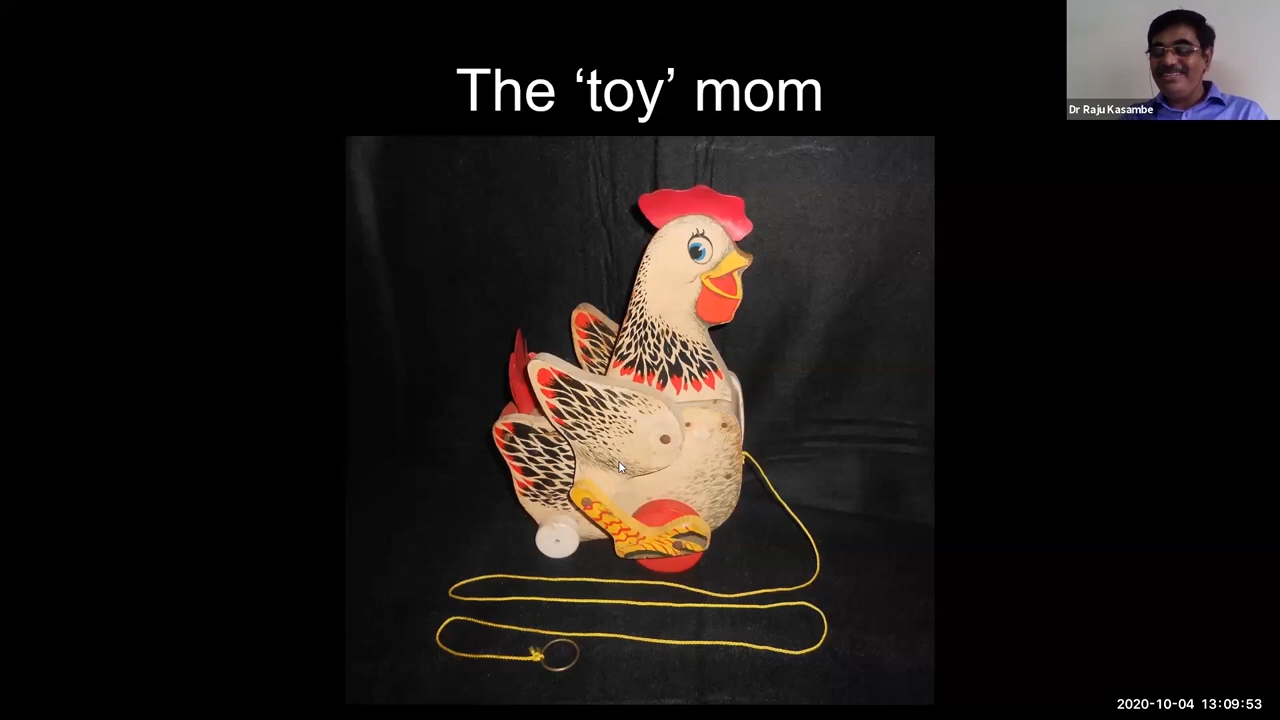 The ‘toy’ mom
Dr Raju Kasambe
2020-10-04 13:09:53